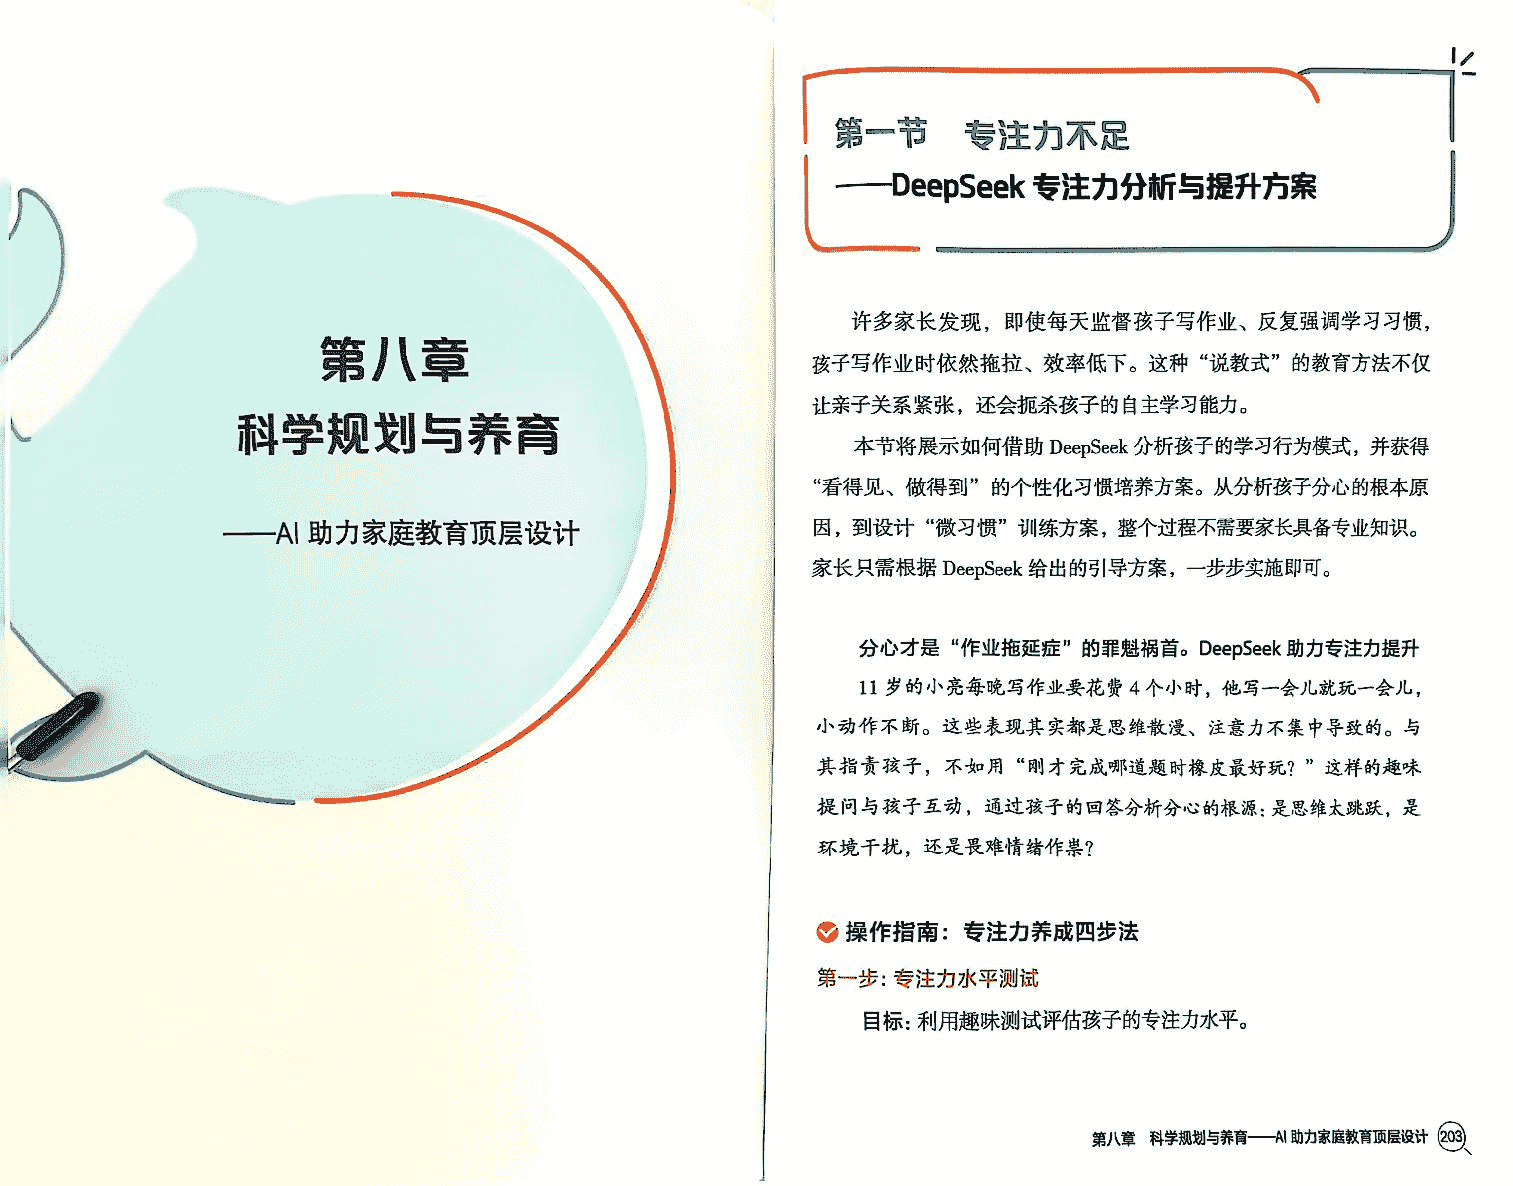 第八章
科学规划与养育
——AI 助力家庭教育顶层设计
第一节 专注力不足
——DeepSeek 专注力分析与提升方案
许多家长发现，即使每天监督孩子写作业、反复强调学习习惯，
孩子写作业时依然拖拉、效率低下。这种“说教式”的教育方法不仅
让亲子关系紧张，还会扼杀孩子的自主学习能力。
本节将展示如何借助 DeepSeek 分析孩子的学习行为模式，并获得
“看得见、做得到”的个性化习惯培养方案。从分析孩子分心的根本原
因，到设计“微习惯”训练方案，整个过程不需要家长具备专业知识。
家长只需根据 DeepSeek 给出的引导方案，一步步实施即可。
分心才是“作业拖延症”的罪魁祸首。DeepSeek 助力专注力提升
11 岁的小亮每晚写作业要花费 4 个小时，他写一会儿就玩一会儿，
小动作不断。这些表现其实都是思维散漫、注意力不集中导致的。与
其指责孩子，不如用“刚才完成哪道题时橡皮最好玩？”这样的趣味
提问与孩子互动，通过孩子的回答分析分心的根源：是思维太跳跃，是
环境干扰，还是畏难情绪作祟？
操作指南：专注力养成四步法
第一步：专注力水平测试
目标：利用趣味测试评估孩子的专注力水平。
第八章 科学规划与养育——AI 助力家庭教育顶层设计 203